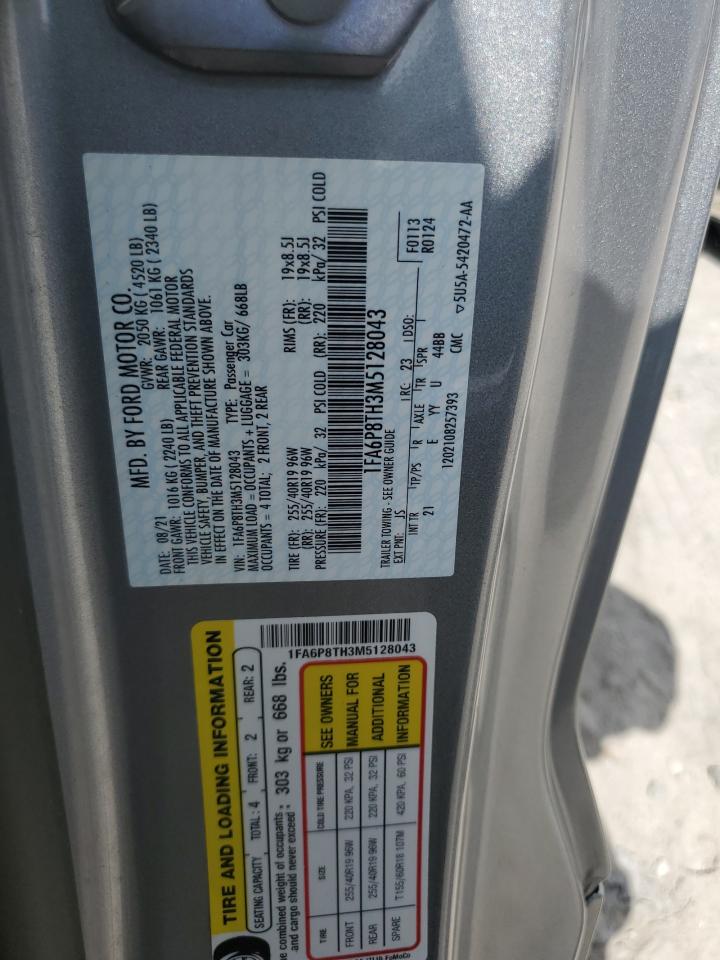 MFD. BY FORD MOTOR CO.
DATE: 08/21 GVWR: 2050 KG ( 4520 LB)
FRONT GAWR: 1016 KG ( 2240 LB) REAR GAWR: 1061 KG ( 2340 LB)
THIS VEHICLE CONFORMS TO ALL APPLICABLE FEDERAL MOTOR
VEHICLE SAFETY, BUMPER, AND THEFT PREVENTION STANDARDS
IN EFFECT ON THE DATE OF MANUFACTURE SHOWN ABOVE.
VIN: 1FA6P8TH3M5128043 TYPE: Passenger Car
MAXIMUM LOAD = OCCUPANTS + LUGGAGE = 303KG/ 668LB
OCCUPANTS = 4 TOTAL; 2 FRONT, 2 REAR
TIRE (FR): 255/40R19 96W RIMS (FR): 19x8.5J
(RR): 255/40R19 96W (RR): 19x8.5J
PRESSURE (FR): 220 kPa/ 32 PSI COLD (RR): 220 kPa/ 32 PSI COLD
1FA6P8TH3M5128043
TRAILER TOWING - SEE OWNER GUIDE
F0113
EXT PNT: JS RC: 23 DSO: R0124
INT TR TP/PS R AXLE TR SPR
21 E YY U 44BB
1202108257393 CMC ▽5U5A-5420472-AA
TIRE AND LOADING INFORMATION
SEATING CAPACITY TOTAL: 4 FRONT: 2 REAR: 2
combined weight of occupants
and cargo should never exceed: 303 kg or 668 lbs.
1FA6P8TH3M5128043
TIRE SIZE COLD TIRE PRESSURE SEE OWNERS
FRONT 255/40R19 96W 220 KPA, 32 PSI MANUAL FOR
REAR 255/40R19 96W 220 KPA, 32 PSI ADDITIONAL
SPARE T155/60R18 107M 420 KPA, 60 PSI INFORMATION
FoMoCo